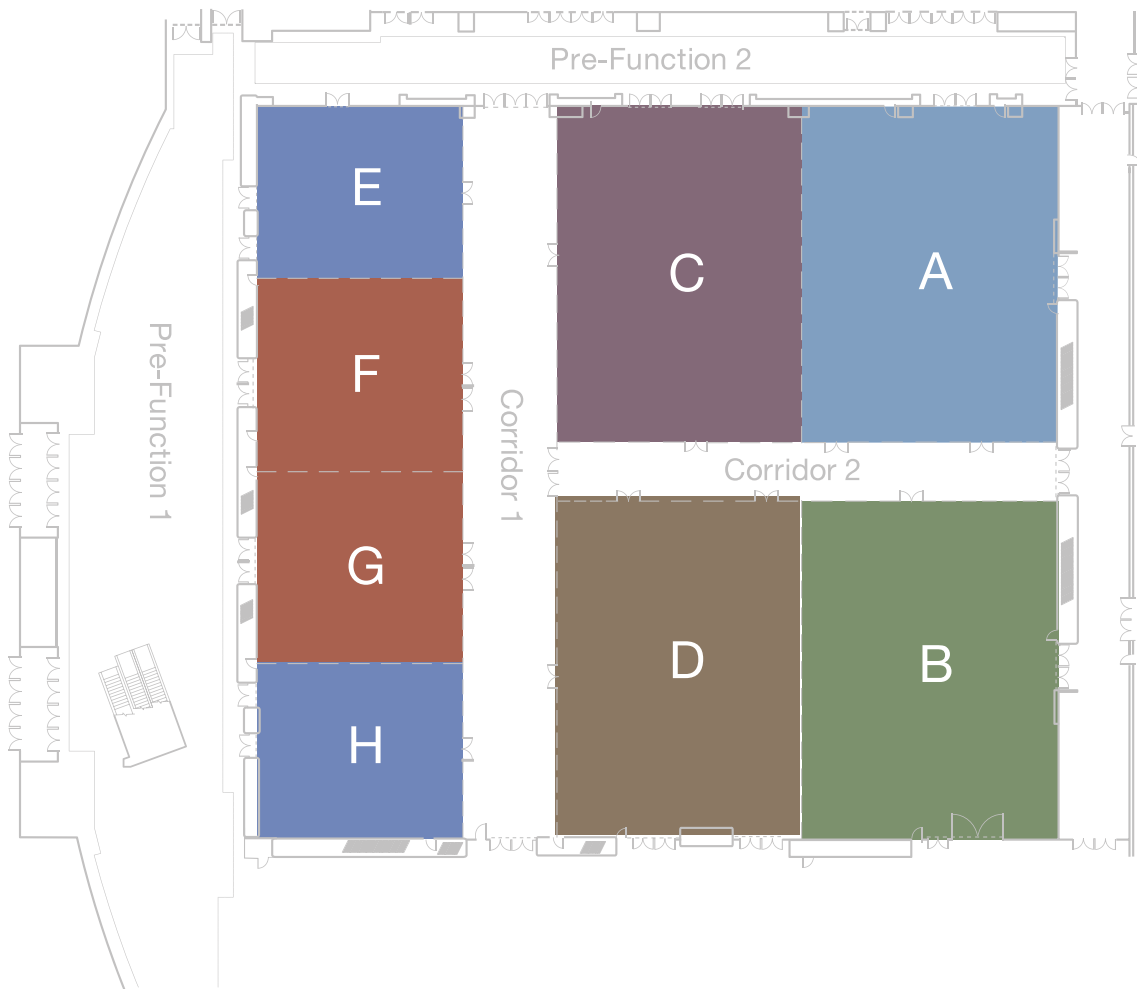 Pre-Function 2
E
C
A
F
Pre-Function 1
Corridor 1
Corridor 2
G
D
B
H